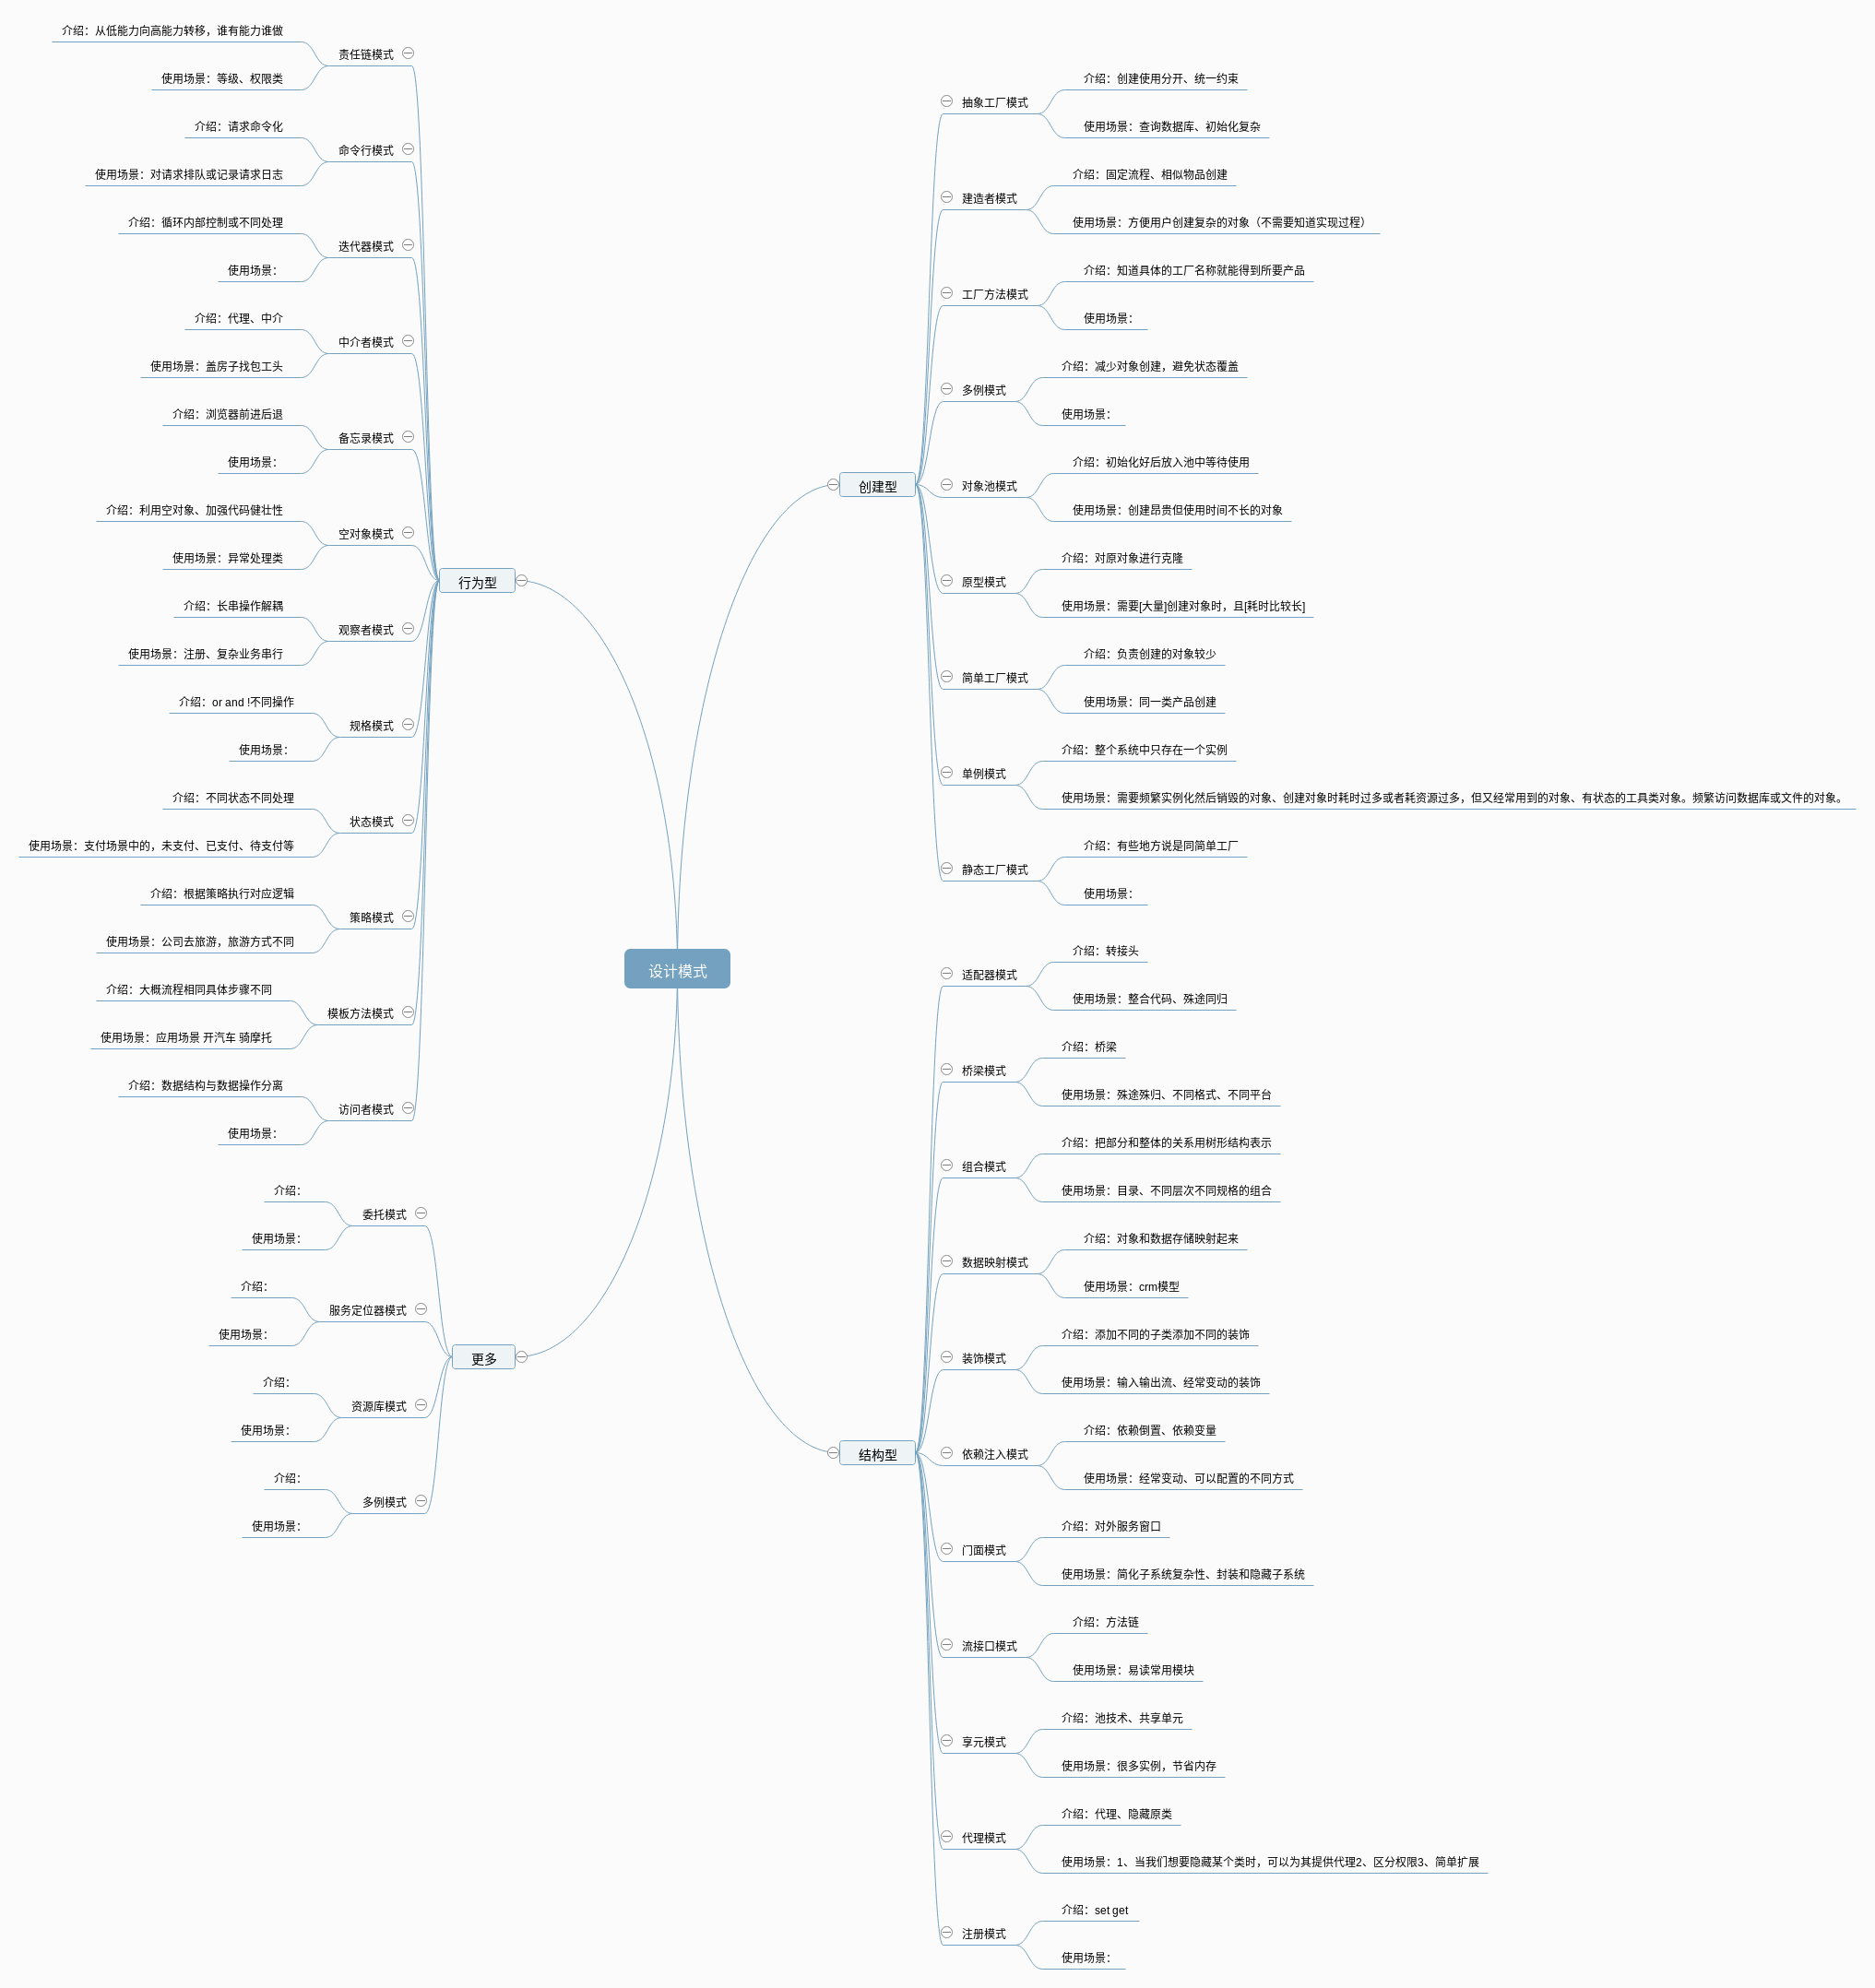 设计模式
创建型
抽象工厂模式
介绍：创建使用分开、统一约束
使用场景：查询数据库、初始化复杂
建造者模式
介绍：固定流程、相似物品创建
使用场景：方便用户创建复杂的对象（不需要知道实现过程）
工厂方法模式
介绍：知道具体的工厂名称就能得到所要产品
使用场景：
多例模式
介绍：减少对象创建，避免状态覆盖
使用场景：
对象池模式
介绍：初始化好后放入池中等待使用
使用场景：创建昂贵但使用时间不长的对象
原型模式
介绍：对原对象进行克隆
使用场景：需要[大量]创建对象时，且[耗时比较长]
简单工厂模式
介绍：负责创建的对象较少
使用场景：同一类产品创建
单例模式
介绍：整个系统中只存在一个实例
使用场景：需要频繁实例化然后销毁的对象、创建对象时耗时过多或者耗资源过多，但又经常用到的对象、有状态的工具类对象。频繁访问数据库或文件的对象。
静态工厂模式
介绍：有些地方说是同简单工厂
使用场景：
结构型
适配器模式
介绍：转接头
使用场景：整合代码、殊途同归
桥梁模式
介绍：桥梁
使用场景：殊途殊归、不同格式、不同平台
组合模式
介绍：把部分和整体的关系用树形结构表示
使用场景：目录、不同层次不同规格的组合
数据映射模式
介绍：对象和数据存储映射起来
使用场景：crm模型
装饰模式
介绍：添加不同的子类添加不同的装饰
使用场景：输入输出流、经常变动的装饰
依赖注入模式
介绍：依赖倒置、依赖变量
使用场景：经常变动、可以配置的不同方式
门面模式
介绍：对外服务窗口
使用场景：简化子系统复杂性、封装和隐藏子系统
流接口模式
介绍：方法链
使用场景：易读常用模块
享元模式
介绍：池技术、共享单元
使用场景：很多实例，节省内存
代理模式
介绍：代理、隐藏原类
使用场景：1、当我们想要隐藏某个类时，可以为其提供代理2、区分权限3、简单扩展
注册模式
介绍：set get
使用场景：
行为型
责任链模式
介绍：从低能力向高能力转移，谁有能力谁做
使用场景：等级、权限类
命令行模式
介绍：请求命令化
使用场景：对请求排队或记录请求日志
迭代器模式
介绍：循环内部控制或不同处理
使用场景：
中介者模式
介绍：代理、中介
使用场景：盖房子找包工头
备忘录模式
介绍：浏览器前进后退
使用场景：
空对象模式
介绍：利用空对象、加强代码健壮性
使用场景：异常处理类
观察者模式
介绍：长串操作解耦
使用场景：注册、复杂业务串行
规格模式
介绍：or and !不同操作
使用场景：
状态模式
介绍：不同状态不同处理
使用场景：支付场景中的，未支付、已支付、待支付等
策略模式
介绍：根据策略执行对应逻辑
使用场景：公司去旅游，旅游方式不同
模板方法模式
介绍：大概流程相同具体步骤不同
使用场景：应用场景 开汽车 骑摩托
访问者模式
介绍：数据结构与数据操作分离
使用场景：
更多
委托模式
介绍：
使用场景：
服务定位器模式
介绍：
使用场景：
资源库模式
介绍：
使用场景：
多例模式
介绍：
使用场景：